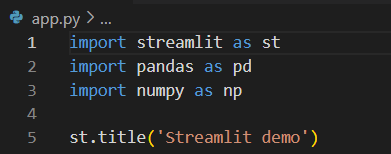 app.py > ...
1 import streamlit as st
2 import pandas as pd
3 import numpy as np
4
5 st.title('Streamlit demo')